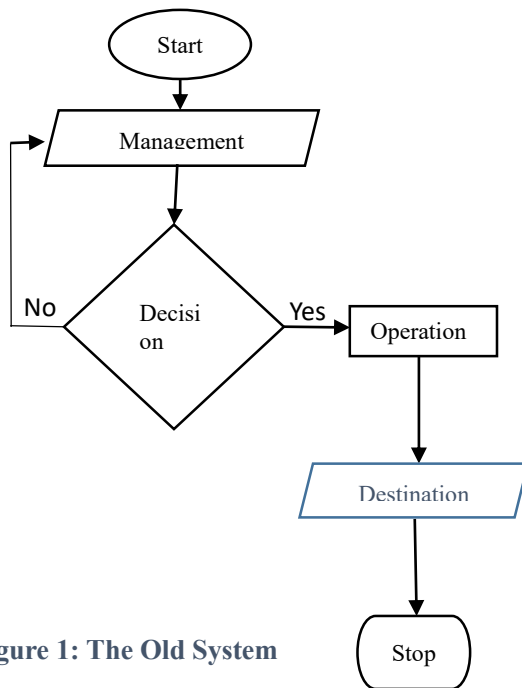 Start
Management
No
Decisi
on
Yes
Operation
Destination
gure 1: The Old System
Stop